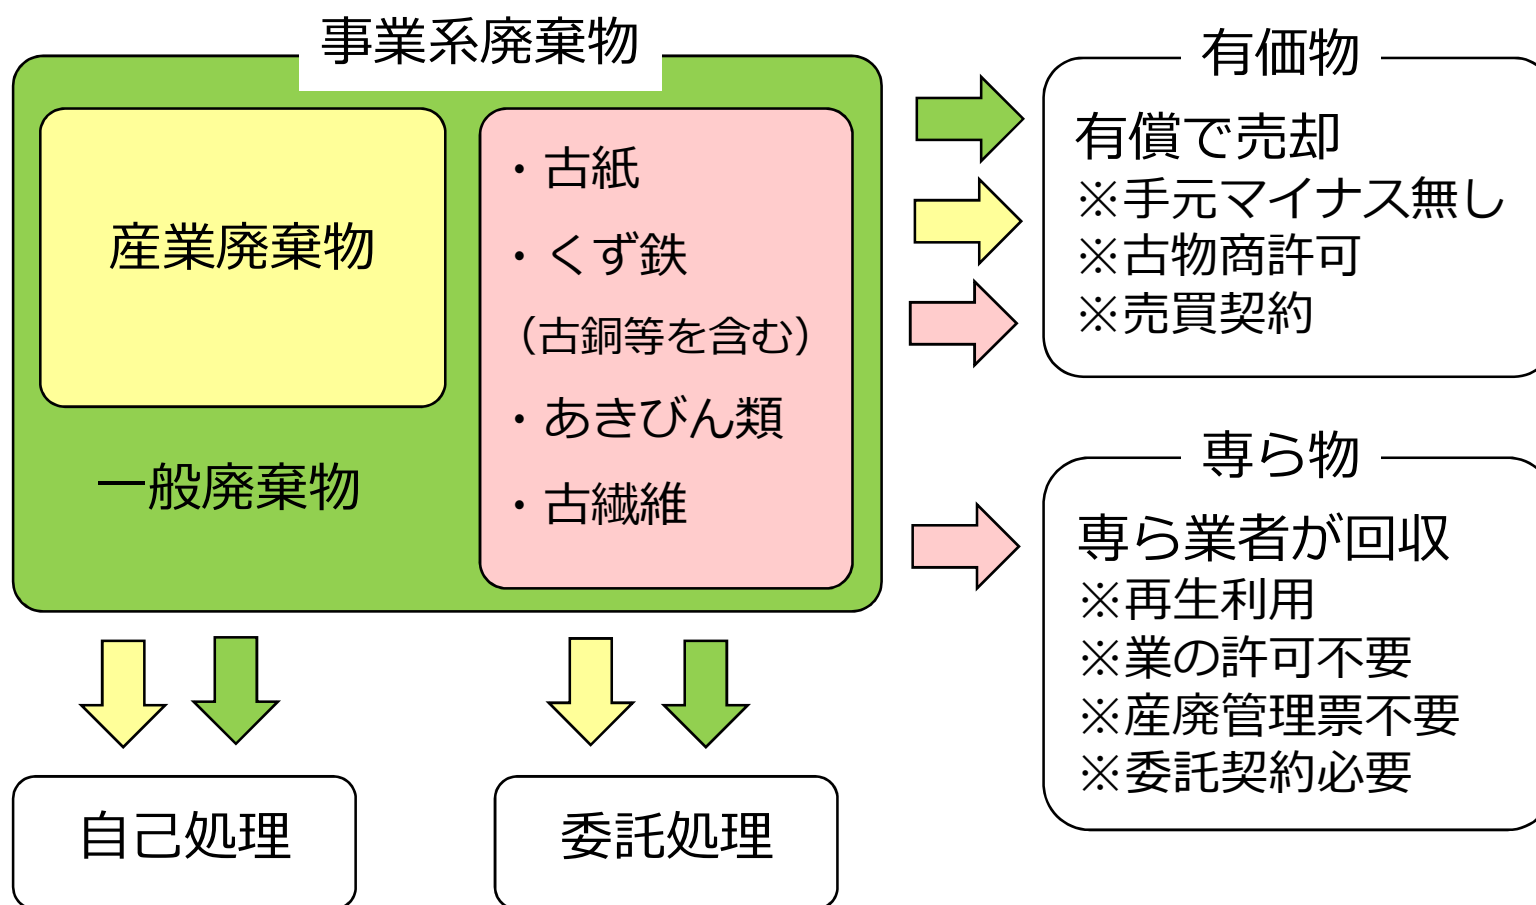 事業系廃棄物
産業廃棄物
一般廃棄物
・古紙
・くず鉄
（古銅等を含む）
・あきびん類
・古繊維
有価物
有償で売却
※手元マイナス無し
※古物商許可
※売買契約
専ら物
専ら業者が回収
※再生利用
※業の許可不要
※産廃管理票不要
※委託契約必要
自己処理
委託処理